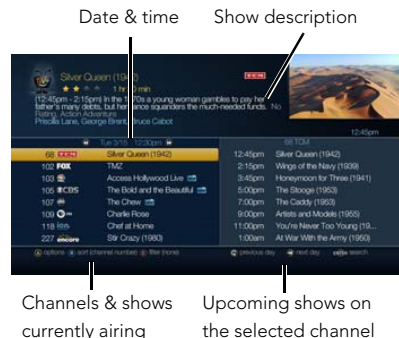 Date & time
Show description
Silver Queen (1942)
TCM
1 hr 30 min
(12:45pm - 2:15pm) In the 1870s a young woman gambles to pay her
father's many debts, but her fiance squanders the much-needed funds. No
Rating, Action Adventure
Priscilla Lane, George Brent, Bruce Cabot
12:45pm
Tue 3/15 12:30pm
68 TCM
68 TCM Silver Queen (1942)
102 FOX TMZ
103 Access Hollywood Live
105 CBS The Bold and the Beautiful
107 The Chew
109 Charlie Rose
118 Chef at Home
227 encore Stir Crazy (1980)
12:45pm Silver Queen (1942)
2:15pm Wings of the Navy (1939)
3:45pm Honeymoon for Three (1941)
5:00pm The Stooge (1953)
7:00pm The Caddy (1953)
9:00pm Artists and Models (1955)
11:00pm You're Never Too Young (19...
1:00am At War With the Army (1950)
A options B sort (channel number) C filter (none)
previous day next day search
Channels & shows
currently airing
Upcoming shows on
the selected channel